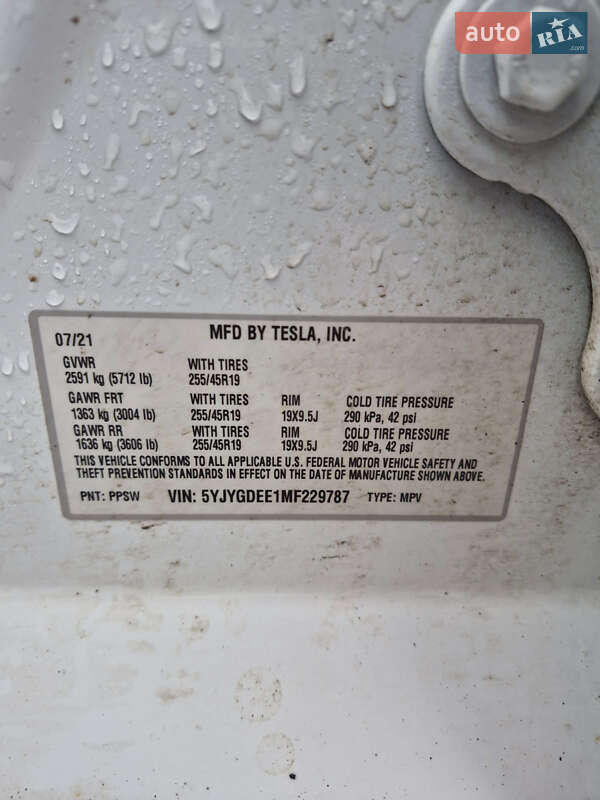 auto RIA .com
07/21 MFD BY TESLA, INC.
GVWR WITH TIRES
2591 kg (5712 lb) 255/45R19
GAWR FRT WITH TIRES RIM COLD TIRE PRESSURE
1363 kg (3004 lb) 255/45R19 19X9.5J 290 kPa, 42 psi
GAWR RR WITH TIRES RIM COLD TIRE PRESSURE
1636 kg (3606 lb) 255/45R19 19X9.5J 290 kPa, 42 psi
THIS VEHICLE CONFORMS TO ALL APPLICABLE U.S. FEDERAL MOTOR VEHICLE SAFETY AND
THEFT PREVENTION STANDARDS IN EFFECT ON THE DATE OF MANUFACTURE SHOWN ABOVE.
PNT: PPSW VIN: 5YJYGDEE1MF229787 TYPE: MPV